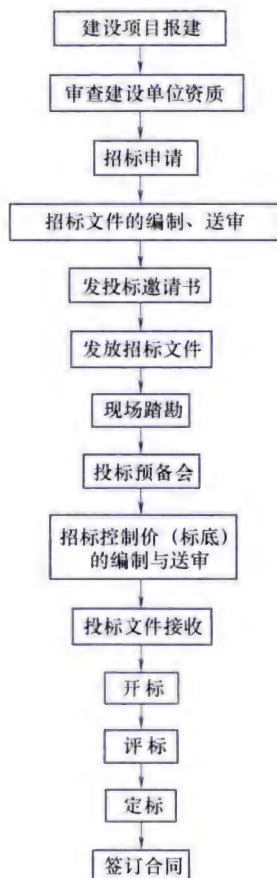 建设项目报建
审查建设单位资质
招标申请
招标文件的编制、送审
发投标邀请书
发放招标文件
现场踏勘
投标预备会
招标控制价（标底）
的编制与送审
投标文件接收
开标
评标
定标
签订合同